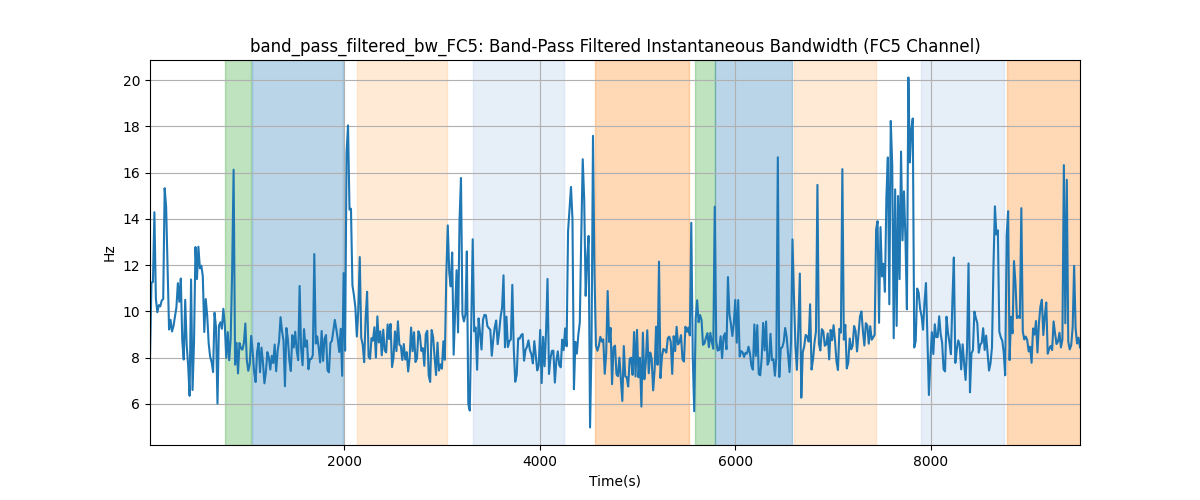 band_pass_filtered_bw_FC5: Band-Pass Filtered Instantaneous Bandwidth (FC5 Channel)
20
18
16
14
12
10
8
6
Hz
2000 4000 6000 8000
Time(s)